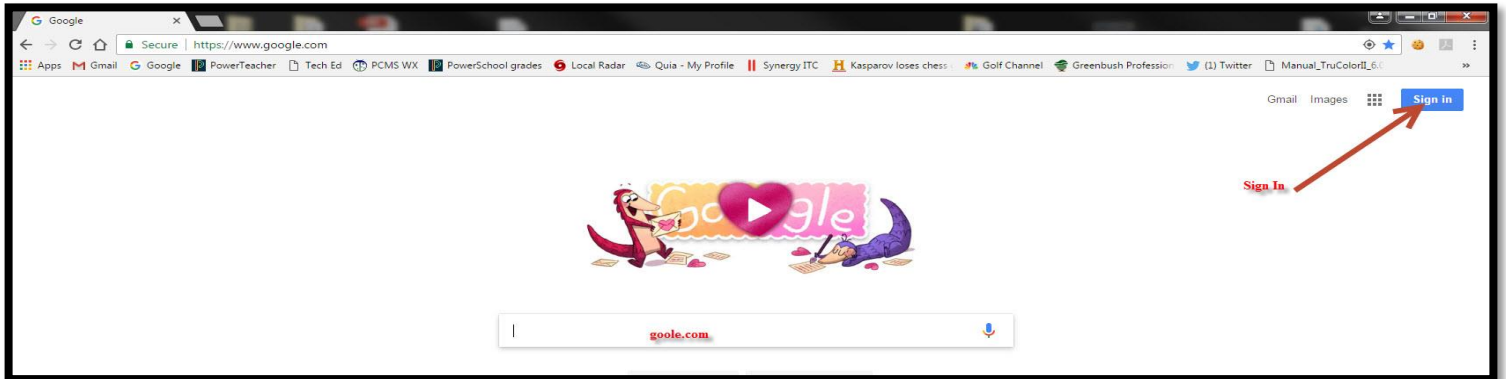 Google
Secure | https://www.google.com
Apps Gmail Google PowerTeacher Tech Ed PCMS WX PowerSchool grades Local Radar Quia - My Profile Synergy ITC Kasparov loses chess Golf Channel Greenbush Profession (1) Twitter Manual_TruColorII_6. »
Gmail Images Sign in
Sign In
Google
goole.com